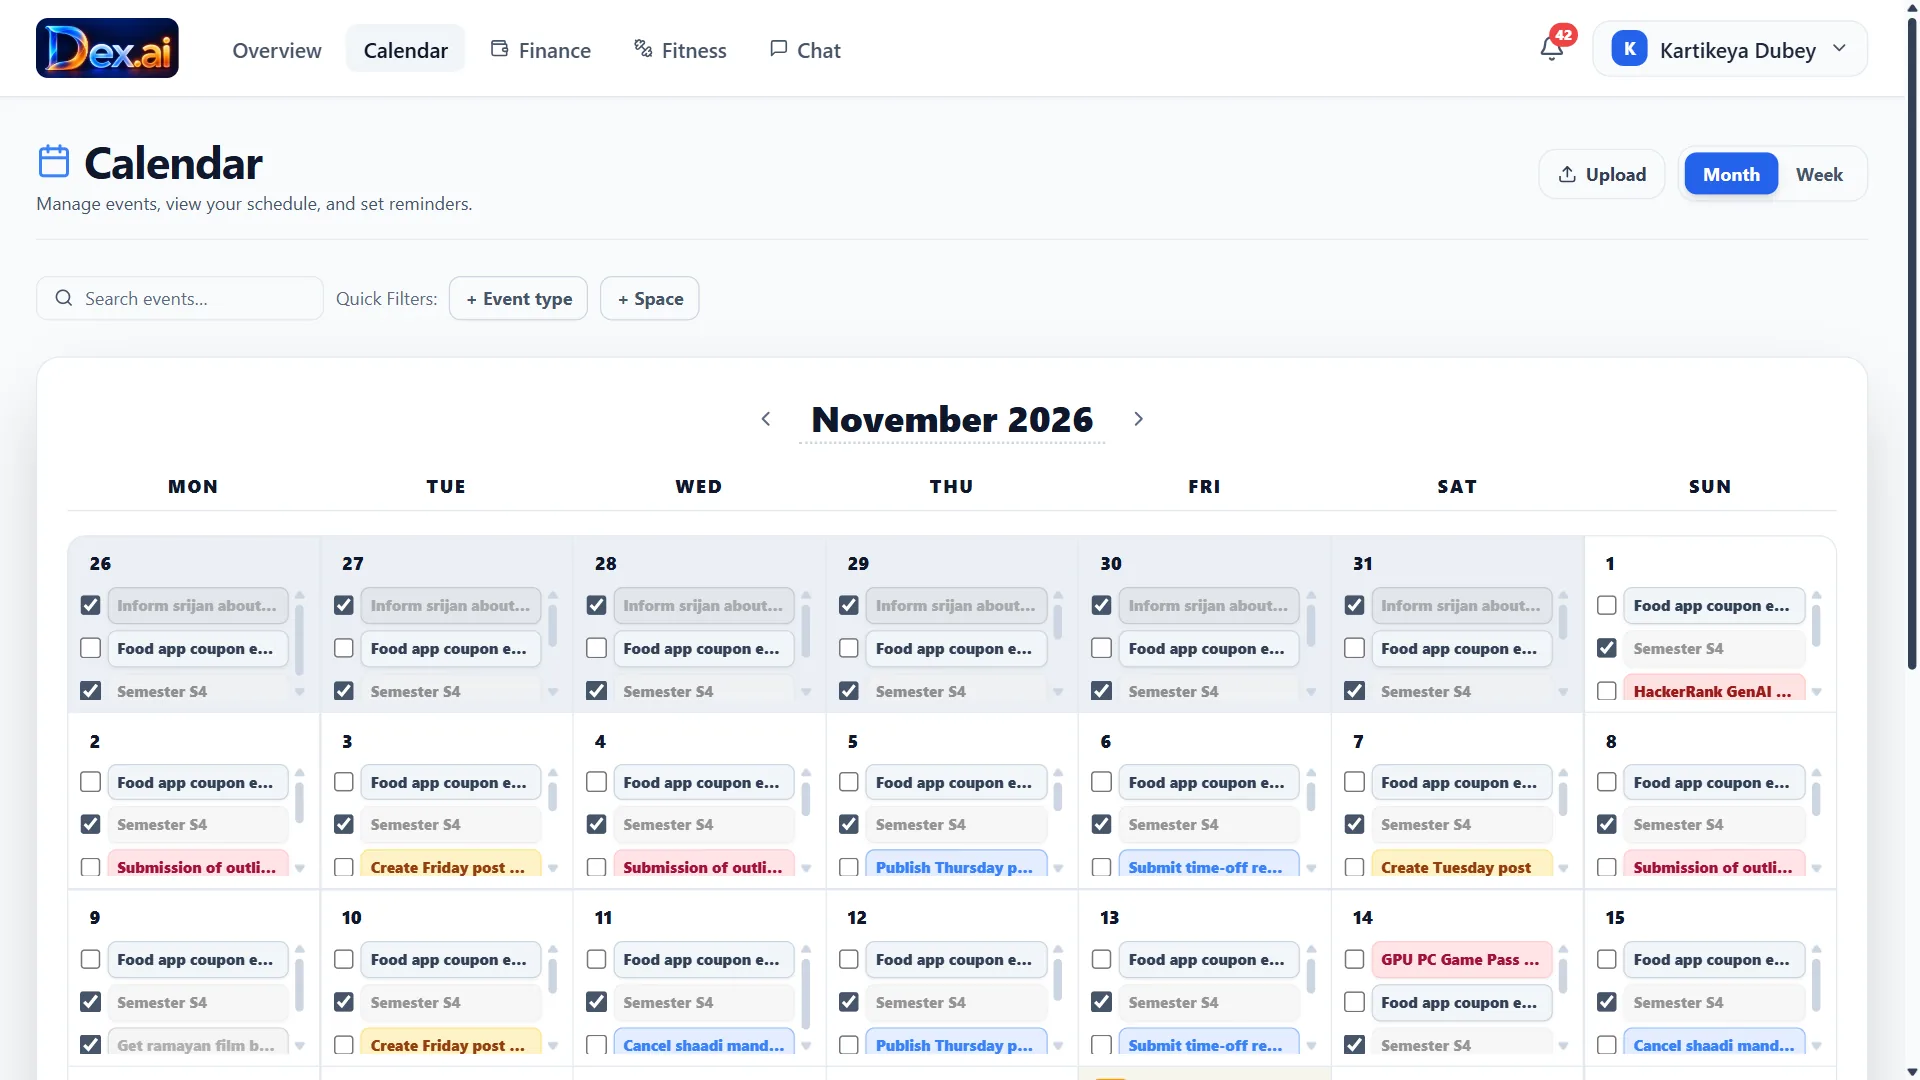 Dex.ai
Overview
Calendar
Finance
Fitness
Chat
42
K
Kartikeya Dubey
Calendar
Manage events, view your schedule, and set reminders.
Upload
Month
Week
Search events...
Quick Filters:
+ Event type
+ Space
November 2026
MON TUE WED THU FRI SAT SUN
26 27 28 29 30 31 1
Inform srijan about... Inform srijan about... Inform srijan about... Inform srijan about... Inform srijan about... Inform srijan about... Food app coupon e...
Food app coupon e... Food app coupon e... Food app coupon e... Food app coupon e... Food app coupon e... Food app coupon e... Semester S4
Semester S4 Semester S4 Semester S4 Semester S4 Semester S4 Semester S4 HackerRank GenAI ...
2 3 4 5 6 7 8
Food app coupon e... Food app coupon e... Food app coupon e... Food app coupon e... Food app coupon e... Food app coupon e... Food app coupon e...
Semester S4 Semester S4 Semester S4 Semester S4 Semester S4 Semester S4 Semester S4
Submission of outli... Create Friday post ... Submission of outli... Publish Thursday p... Submit time-off re... Create Tuesday post Submission of outli...
9 10 11 12 13 14 15
Food app coupon e... Food app coupon e... Food app coupon e... Food app coupon e... Food app coupon e... GPU PC Game Pass ... Food app coupon e...
Semester S4 Semester S4 Semester S4 Semester S4 Semester S4 Food app coupon e... Semester S4
Get ramayan film b... Create Friday post ... Cancel shaadi mand... Publish Thursday p... Submit time-off re... Semester S4 Cancel shaadi mand...